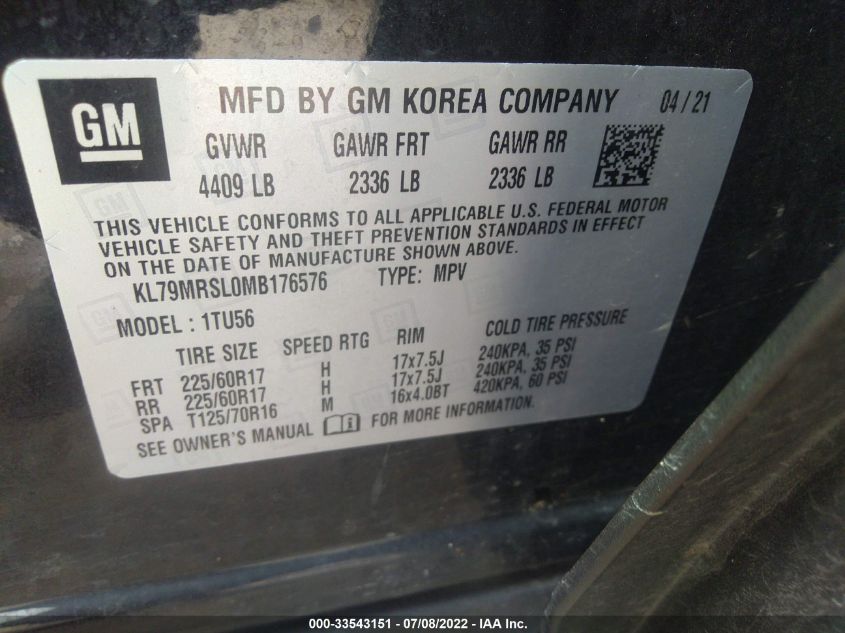 GM
MFD BY GM KOREA COMPANY 04/21
GVWR GAWR FRT GAWR RR
4409 LB 2336 LB 2336 LB
THIS VEHICLE CONFORMS TO ALL APPLICABLE U.S. FEDERAL MOTOR
VEHICLE SAFETY AND THEFT PREVENTION STANDARDS IN EFFECT
ON THE DATE OF MANUFACTURE SHOWN ABOVE.
KL79MRSL0MB176576 TYPE: MPV
MODEL : 1TU56
TIRE SIZE SPEED RTG RIM COLD TIRE PRESSURE
FRT 225/60R17 H 17x7.5J 240KPA, 35 PSI
RR 225/60R17 H 17x7.5J 240KPA, 35 PSI
SPA T125/70R16 M 16x4.0BT 420KPA, 60 PSI
SEE OWNER'S MANUAL FOR MORE INFORMATION.
000-33543151 / 07/08/2022 - IAA Inc.